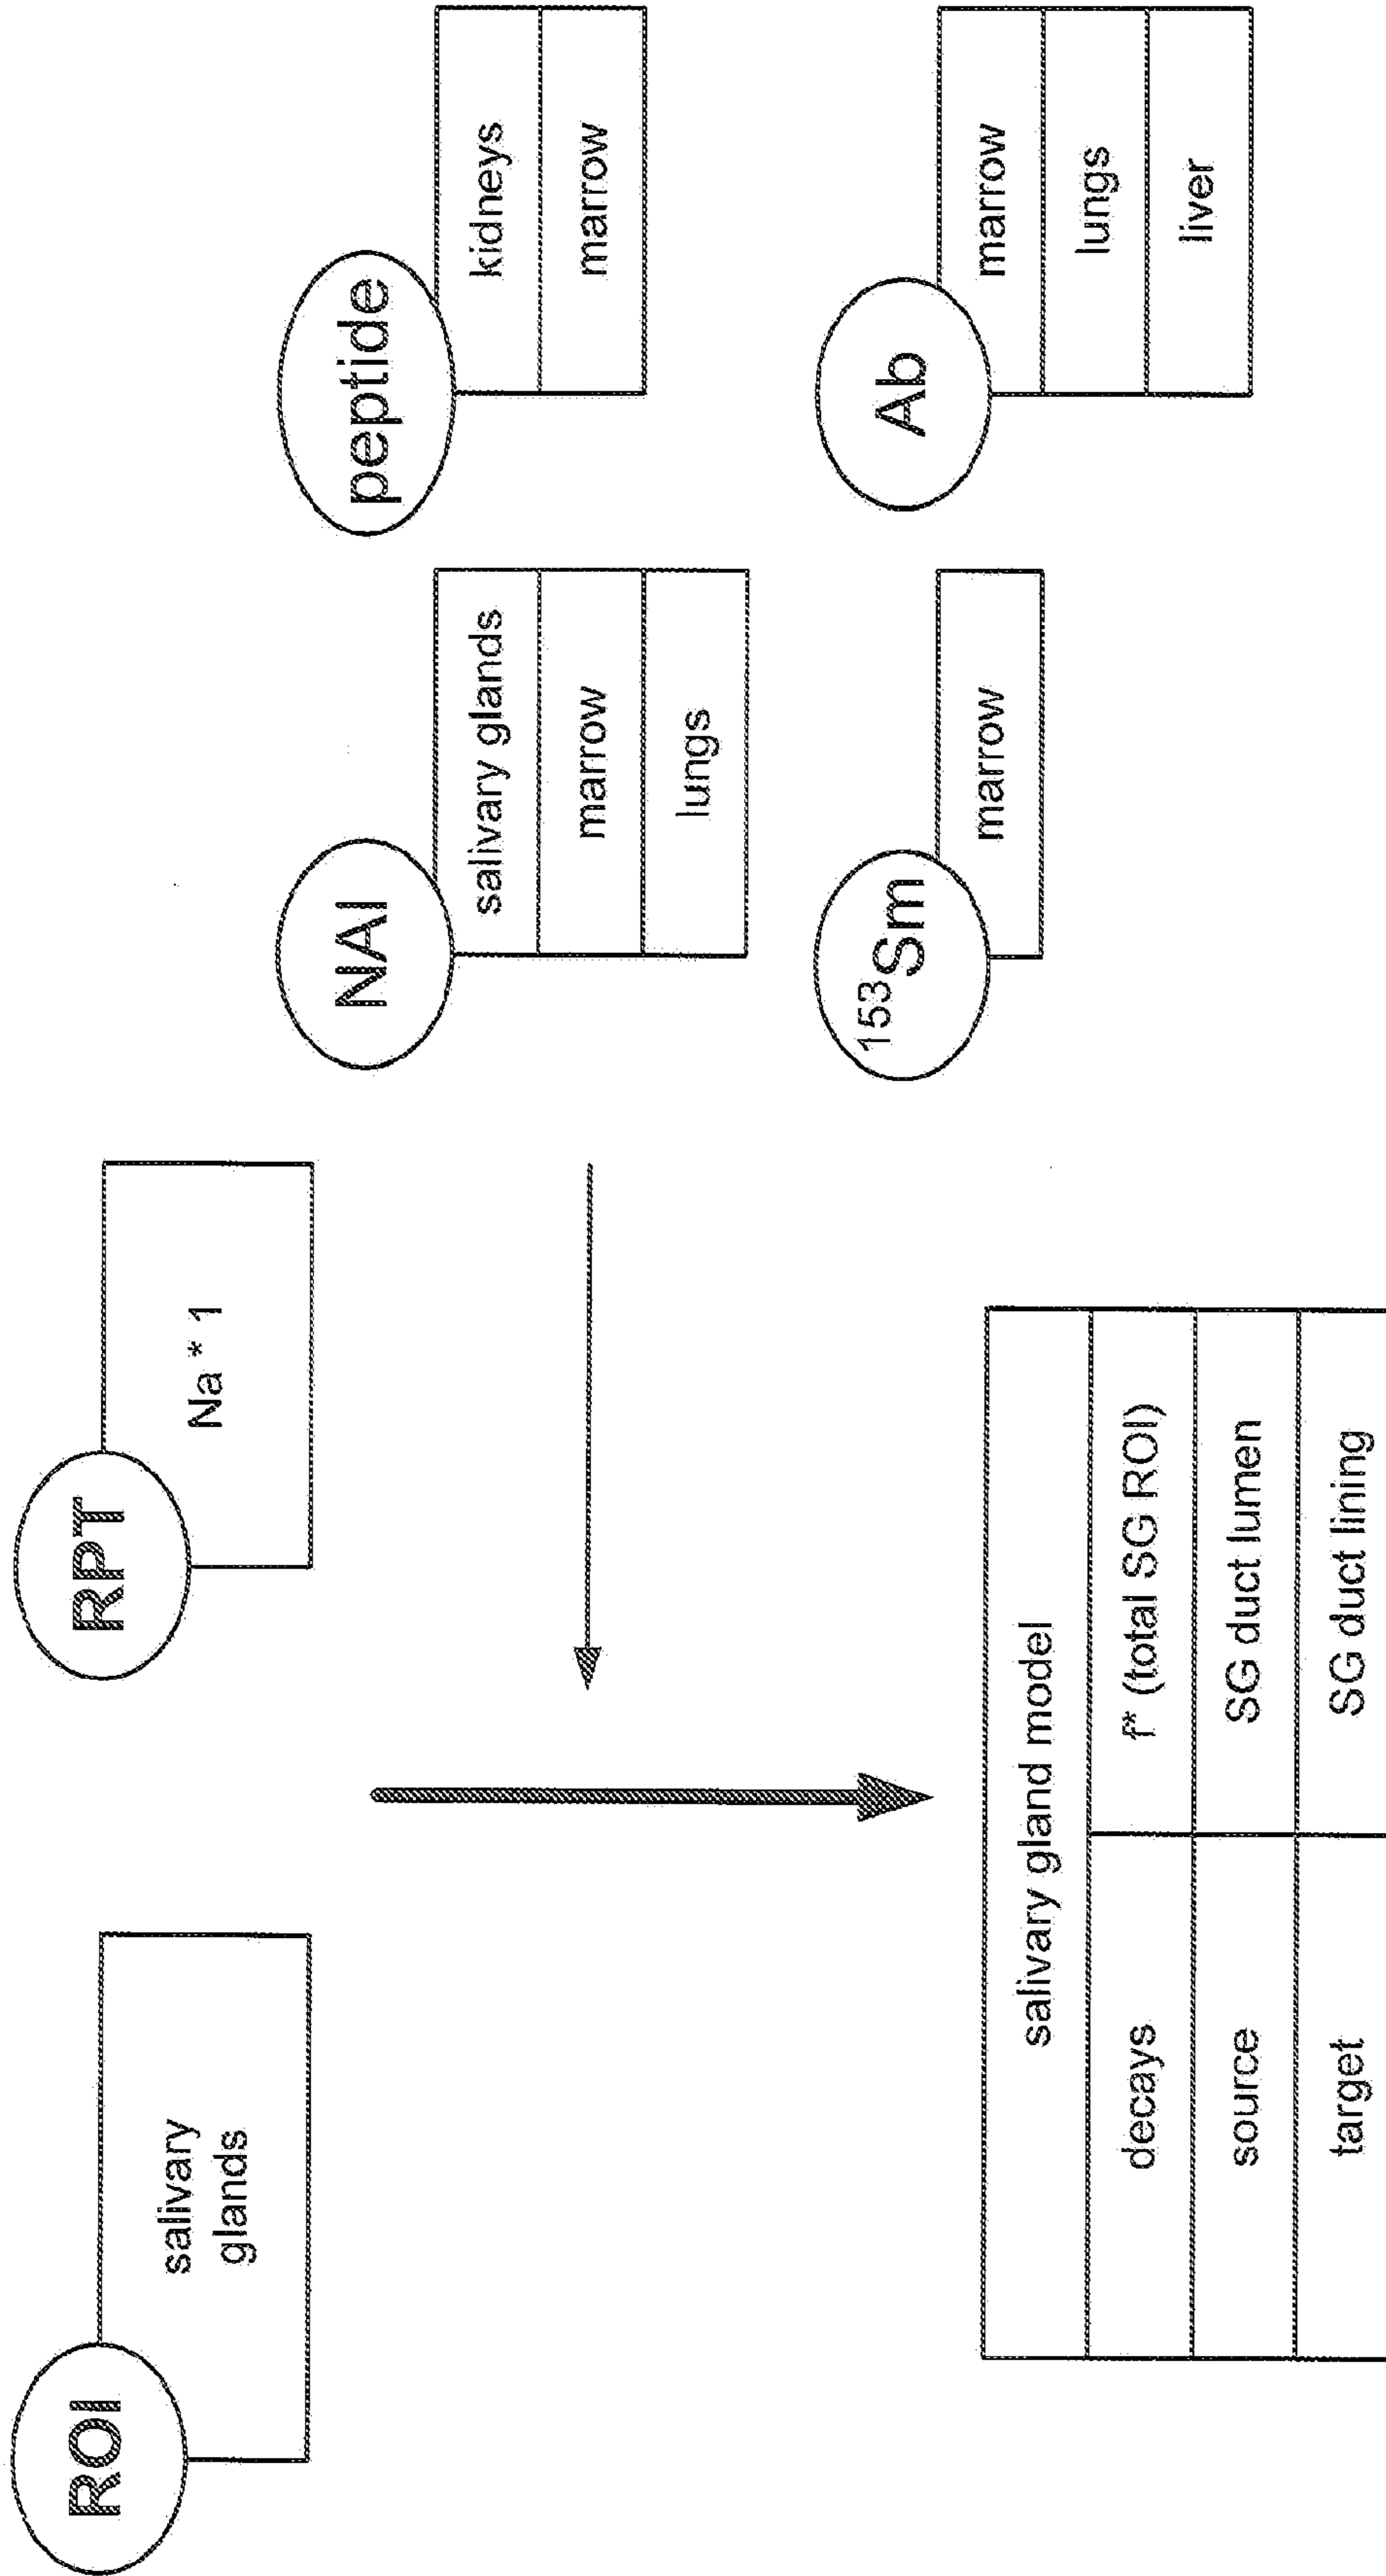 ROI
salivary
glands
RPT
Na * 1
NAI
salivary glands
marrow
lungs
peptide
kidneys
marrow
153Sm
marrow
Ab
marrow
lungs
liver
salivary gland model
decays
f* (total SG ROI)
source
SG duct lumen
target
SG duct lining